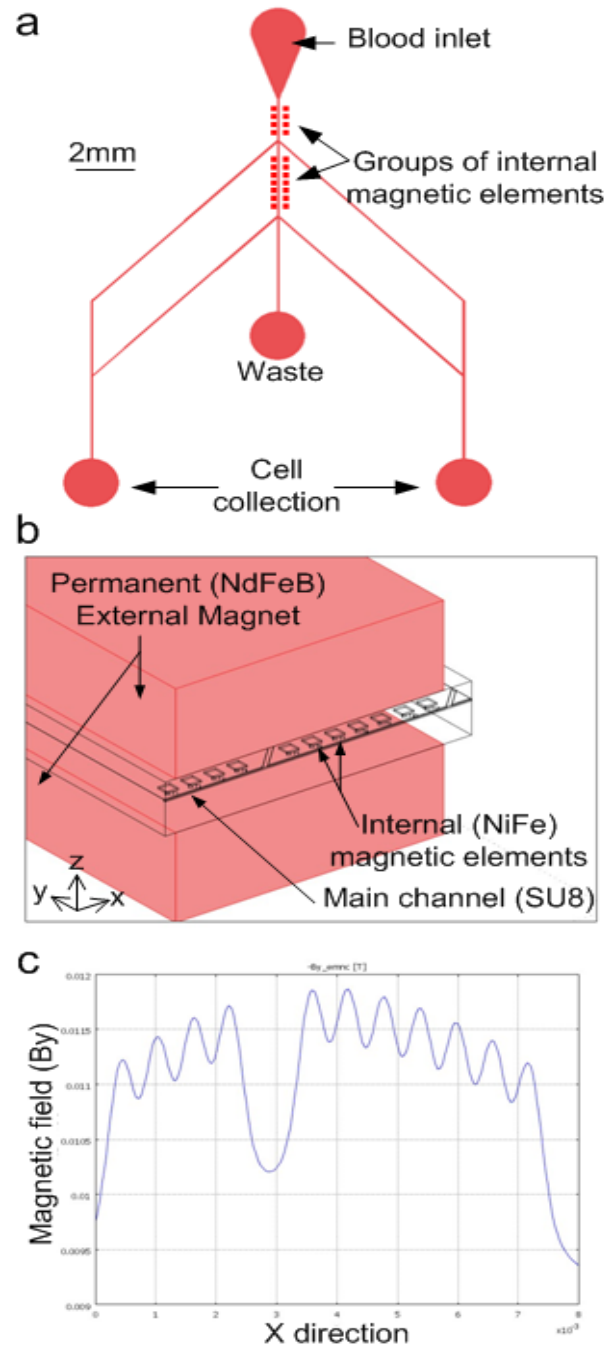 a
Blood inlet
2mm
Groups of internal
magnetic elements
Waste
Cell
collection
b
Permanent (NdFeB)
External Magnet
Internal (NiFe)
magnetic elements
Main channel (SU8)
z
y
x
c
-By_emnc [T]
Magnetic field (By)
0.012
0.0115
0.011
0.0105
0.01
0.0095
0.009
0 1 2 3 4 5 6 7 8
X direction
x10⁻³